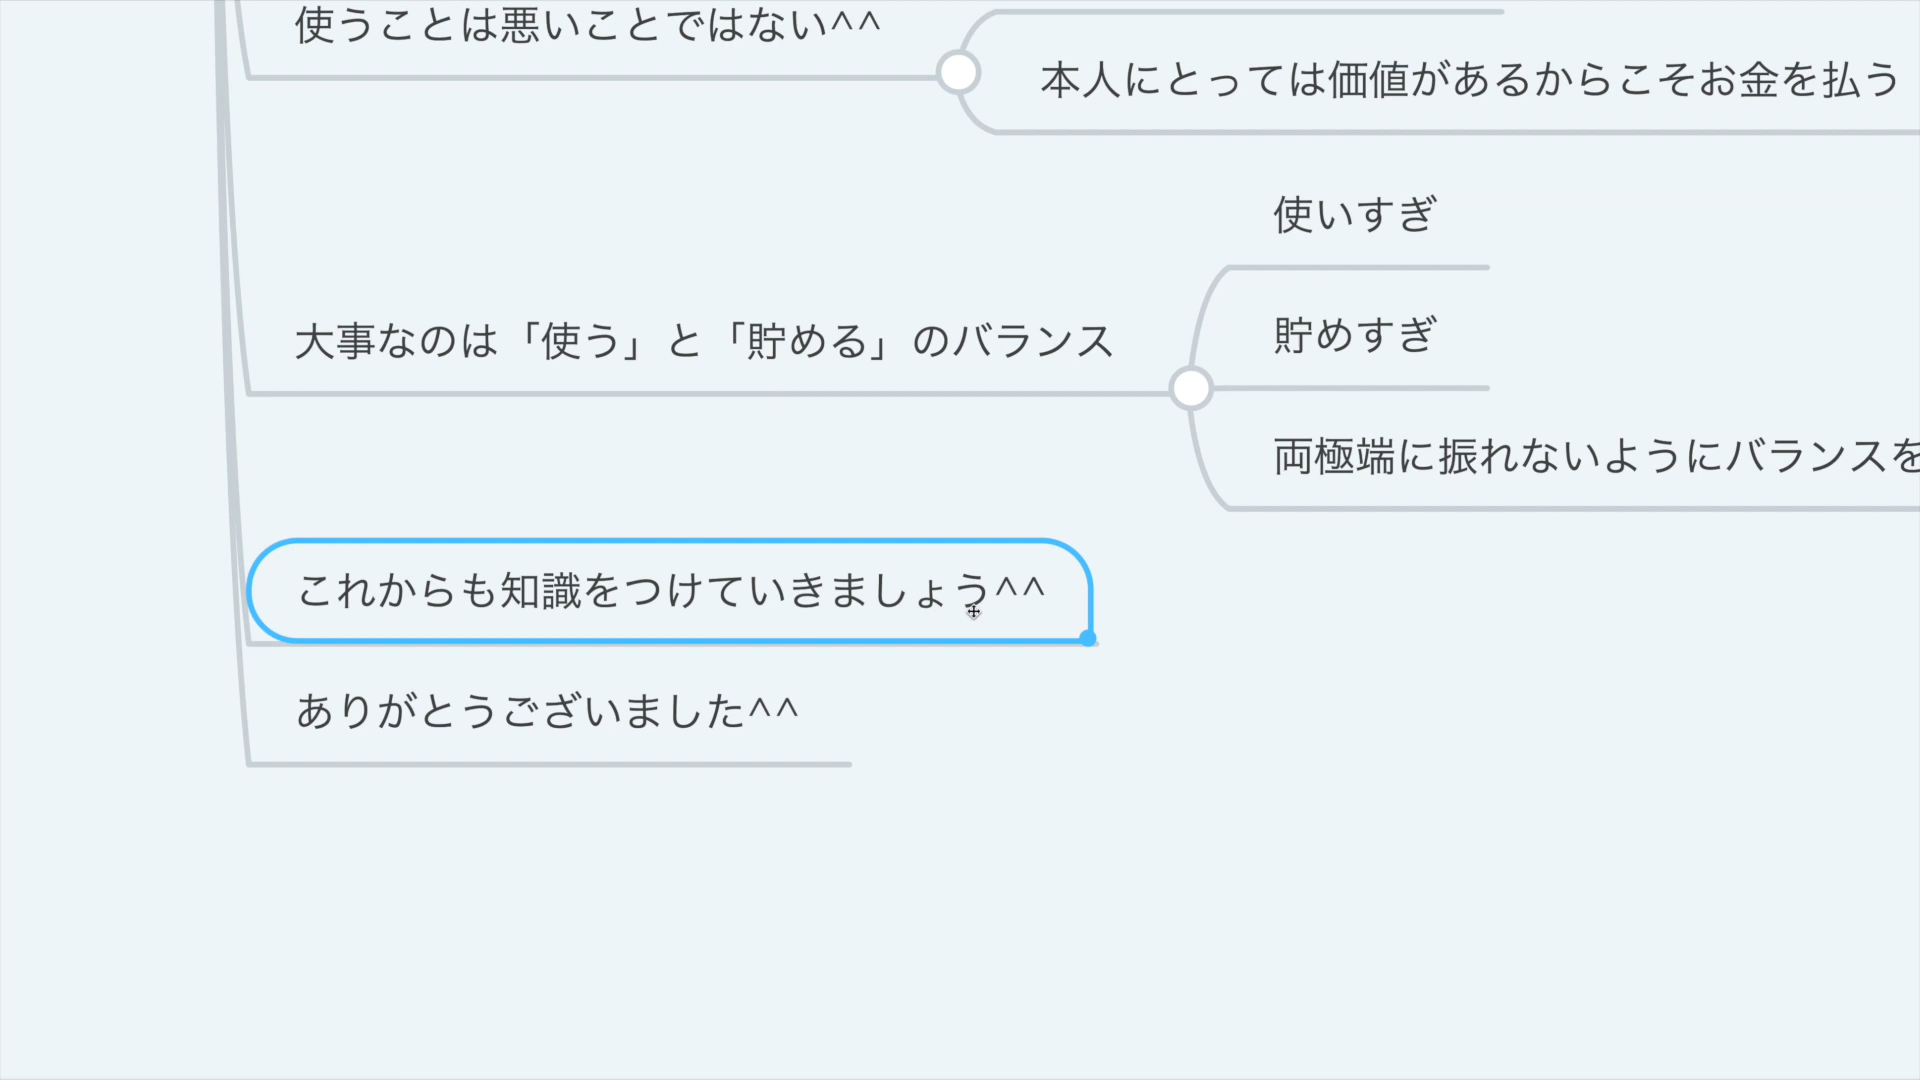 使うことは悪いことではない^^
本人にとっては価値があるからこそお金を払う
大事なのは「使う」と「貯める」のバランス
使いすぎ
貯めすぎ
両極端に振れないようにバランスを
これからも知識をつけていきましょう^^
ありがとうございました^^